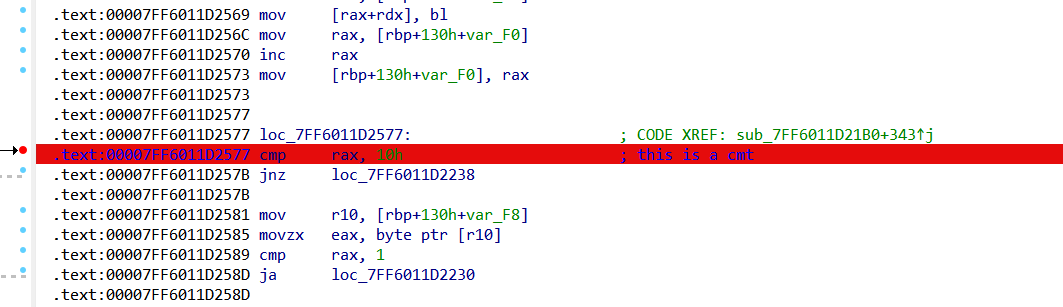 .text:00007FF6011D2569 mov [rax+rdx], bl
.text:00007FF6011D256C mov rax, [rbp+130h+var_F0]
.text:00007FF6011D2570 inc rax
.text:00007FF6011D2573 mov [rbp+130h+var_F0], rax
.text:00007FF6011D2573
.text:00007FF6011D2577
.text:00007FF6011D2577 loc_7FF6011D2577: ; CODE XREF: sub_7FF6011D21B0+343↑j
.text:00007FF6011D2577 cmp rax, 10h ; this is a cmt
.text:00007FF6011D257B jnz loc_7FF6011D2238
.text:00007FF6011D257B
.text:00007FF6011D2581 mov r10, [rbp+130h+var_F8]
.text:00007FF6011D2585 movzx eax, byte ptr [r10]
.text:00007FF6011D2589 cmp rax, 1
.text:00007FF6011D258D ja loc_7FF6011D2230
.text:00007FF6011D258D